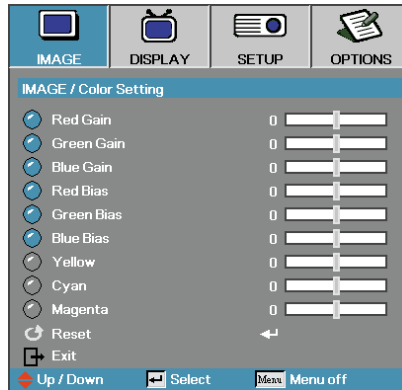 IMAGE DISPLAY SETUP OPTIONS
IMAGE / Color Setting
Red Gain 0
Green Gain 0
Blue Gain 0
Red Bias 0
Green Bias 0
Blue Bias 0
Yellow 0
Cyan 0
Magenta 0
Reset
Exit
Up / Down Select Menu Menu off